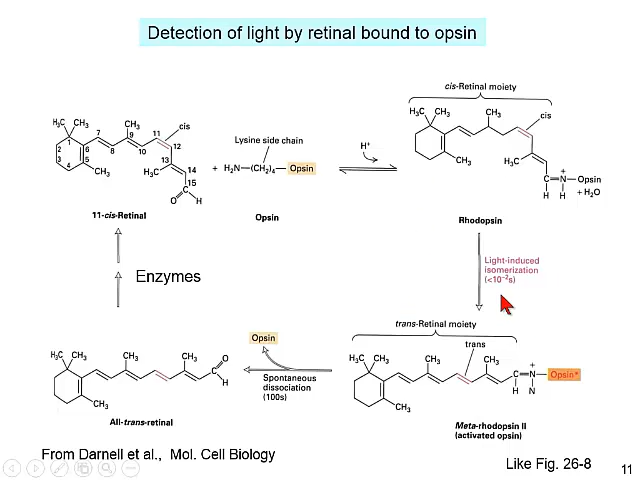 Detection of light by retinal bound to opsin
cis-Retinal moiety
H₃C CH₃
CH₃
cis
1
2
3
4
5
6
7
8
9
10
11
12
13
14
15
CH₃
H₃C
O
C
H
11-cis-Retinal
+
Lysine side chain
H₂N—(CH₂)₄— Opsin
Opsin
H⁺
H₃C CH₃
CH₃
cis
CH₃
H₃C
+
C=N— Opsin
H H
+ H₂O
Rhodopsin
Light-induced
isomerization
(<10⁻²s)
Enzymes
trans-Retinal moiety
trans
H₃C CH₃
CH₃
CH₃
CH₃
+
C=N— Opsin*
H N
Meta-rhodopsin II
(activated opsin)
Opsin
Spontaneous
dissociation
(100s)
H₃C CH₃
CH₃
CH₃
CH₃
O
C
H
All-trans-retinal
From Darnell et al., Mol. Cell Biology
Like Fig. 26-8
11